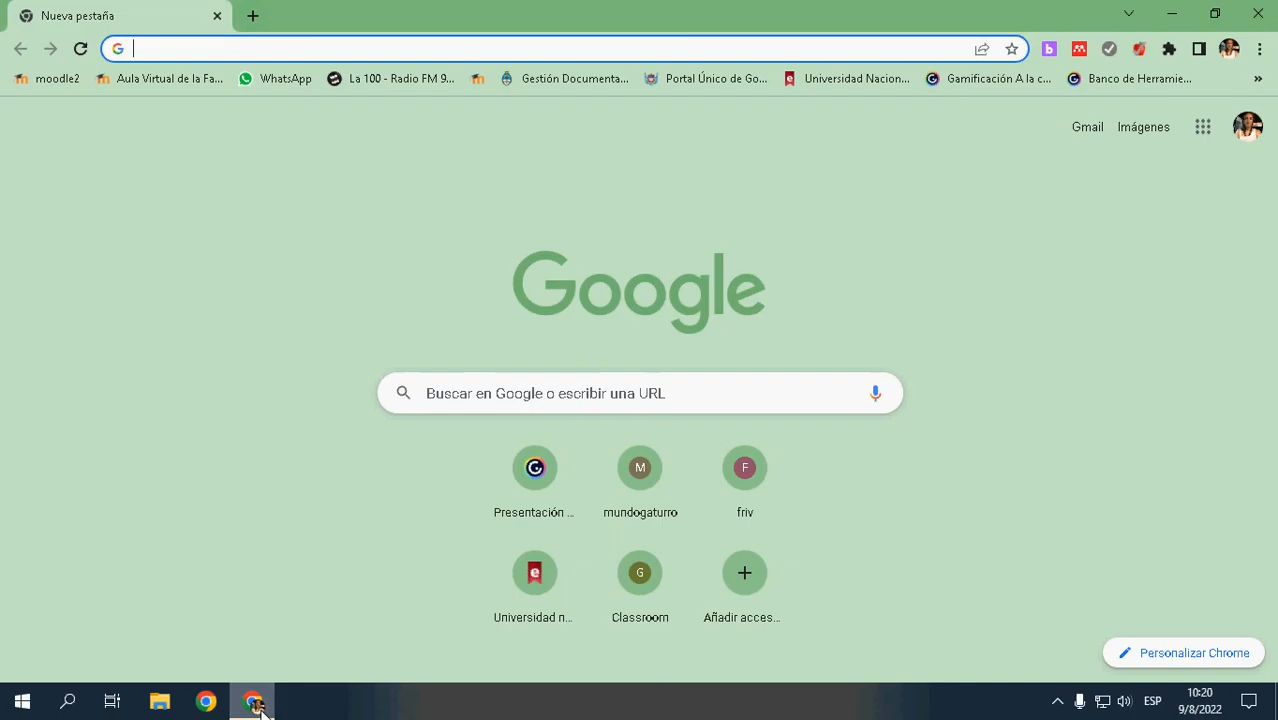 Nueva pestaña
moodle2
Aula Virtual de la Fa...
WhatsApp
La 100 - Radio FM 9...
Gestión Documenta...
Portal Único de Go...
Universidad Nacion...
Gamificación A la c...
Banco de Herramie...
»
Gmail
Imágenes
Google
Buscar en Google o escribir una URL
G
M
F
Presentación ...
mundogaturro
friv
e
G
Universidad n...
Classroom
Añadir acces...
Personalizar Chrome
ESP
10:20
9/8/2022